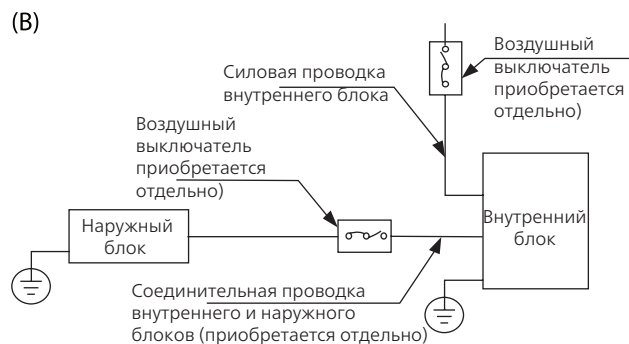 (B)
Воздушный
выключатель
приобретается
отдельно)
Силовая проводка
внутреннего блока
Воздушный
выключатель
приобретается
отдельно)
Наружный
блок
Внутренний
блок
Соединительная проводка
внутреннего и наружного
блоков (приобретается отдельно)